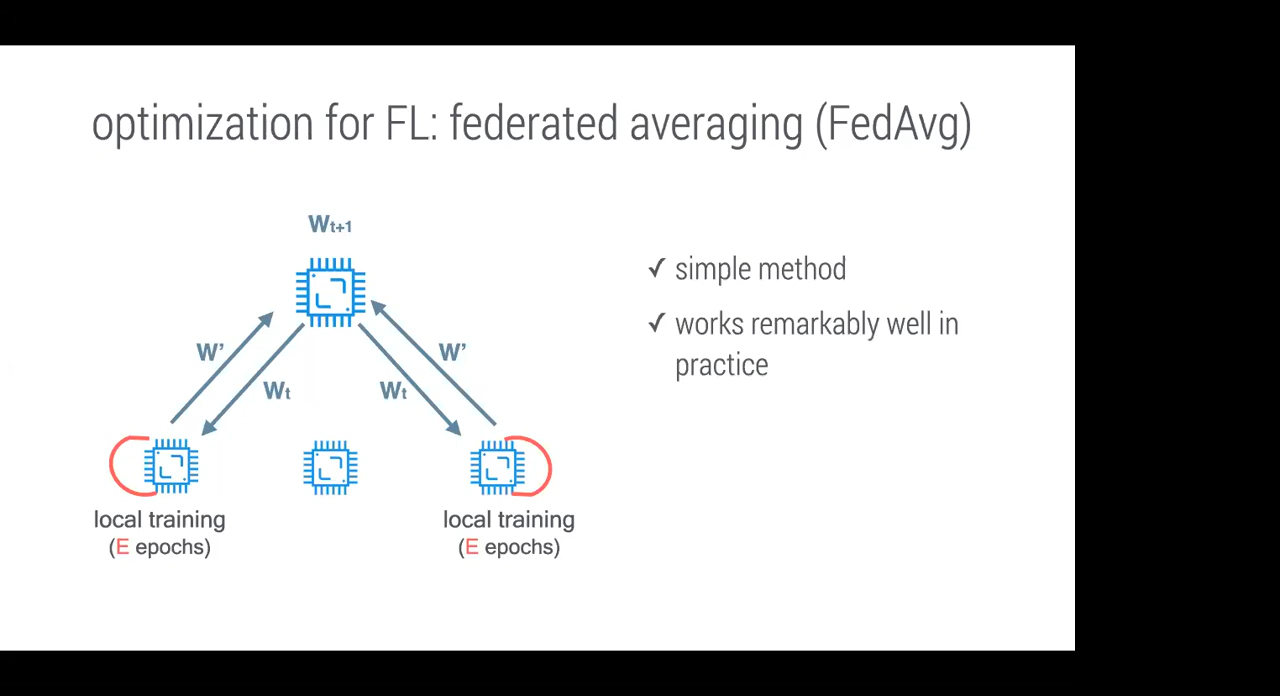 optimization for FL: federated averaging (FedAvg)
Wt+1
W’
Wt
Wt
W’
local training
(E epochs)
local training
(E epochs)
✓ simple method
✓ works remarkably well in
practice